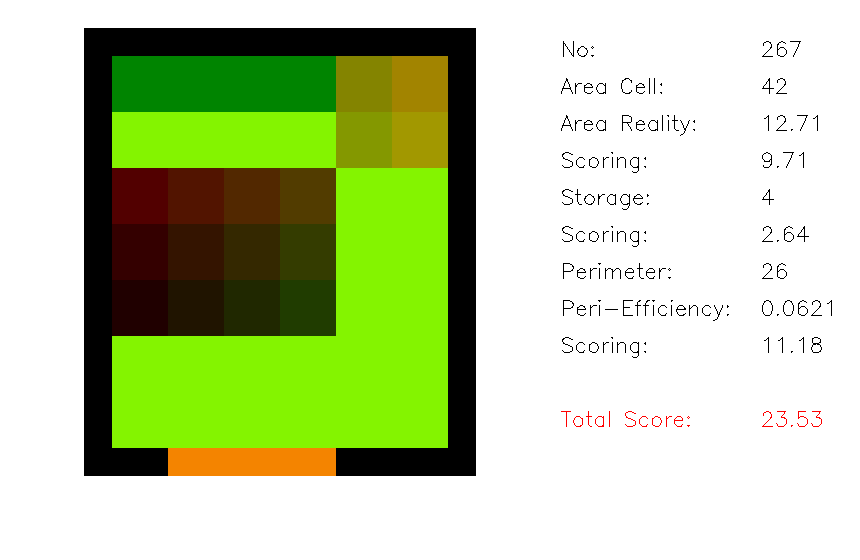 No: 267
Area Cell: 42
Area Reality: 12.71
Scoring: 9.71
Storage: 4
Scoring: 2.64
Perimeter: 26
Peri-Efficiency: 0.0621
Scoring: 11.18
Total Score: 23.53